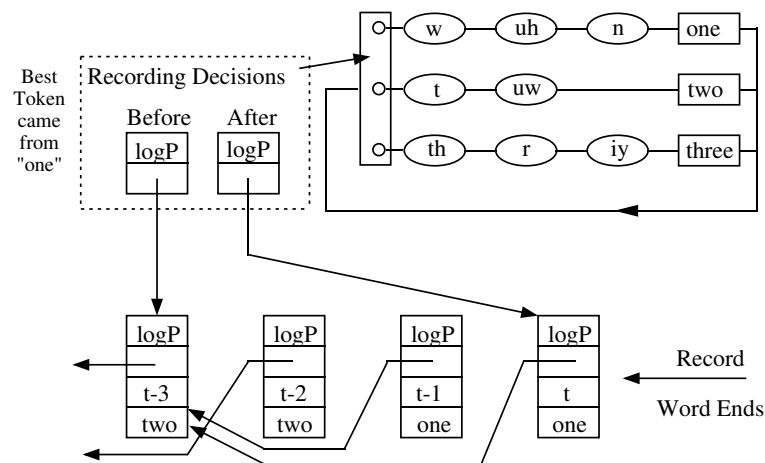 w uh n one
t uw two
th r iy three
Best
Token
came
from
"one"
Recording Decisions
Before After
logP logP
logP logP logP logP
t-3 t-2 t-1 t
two two one one
Record
Word Ends